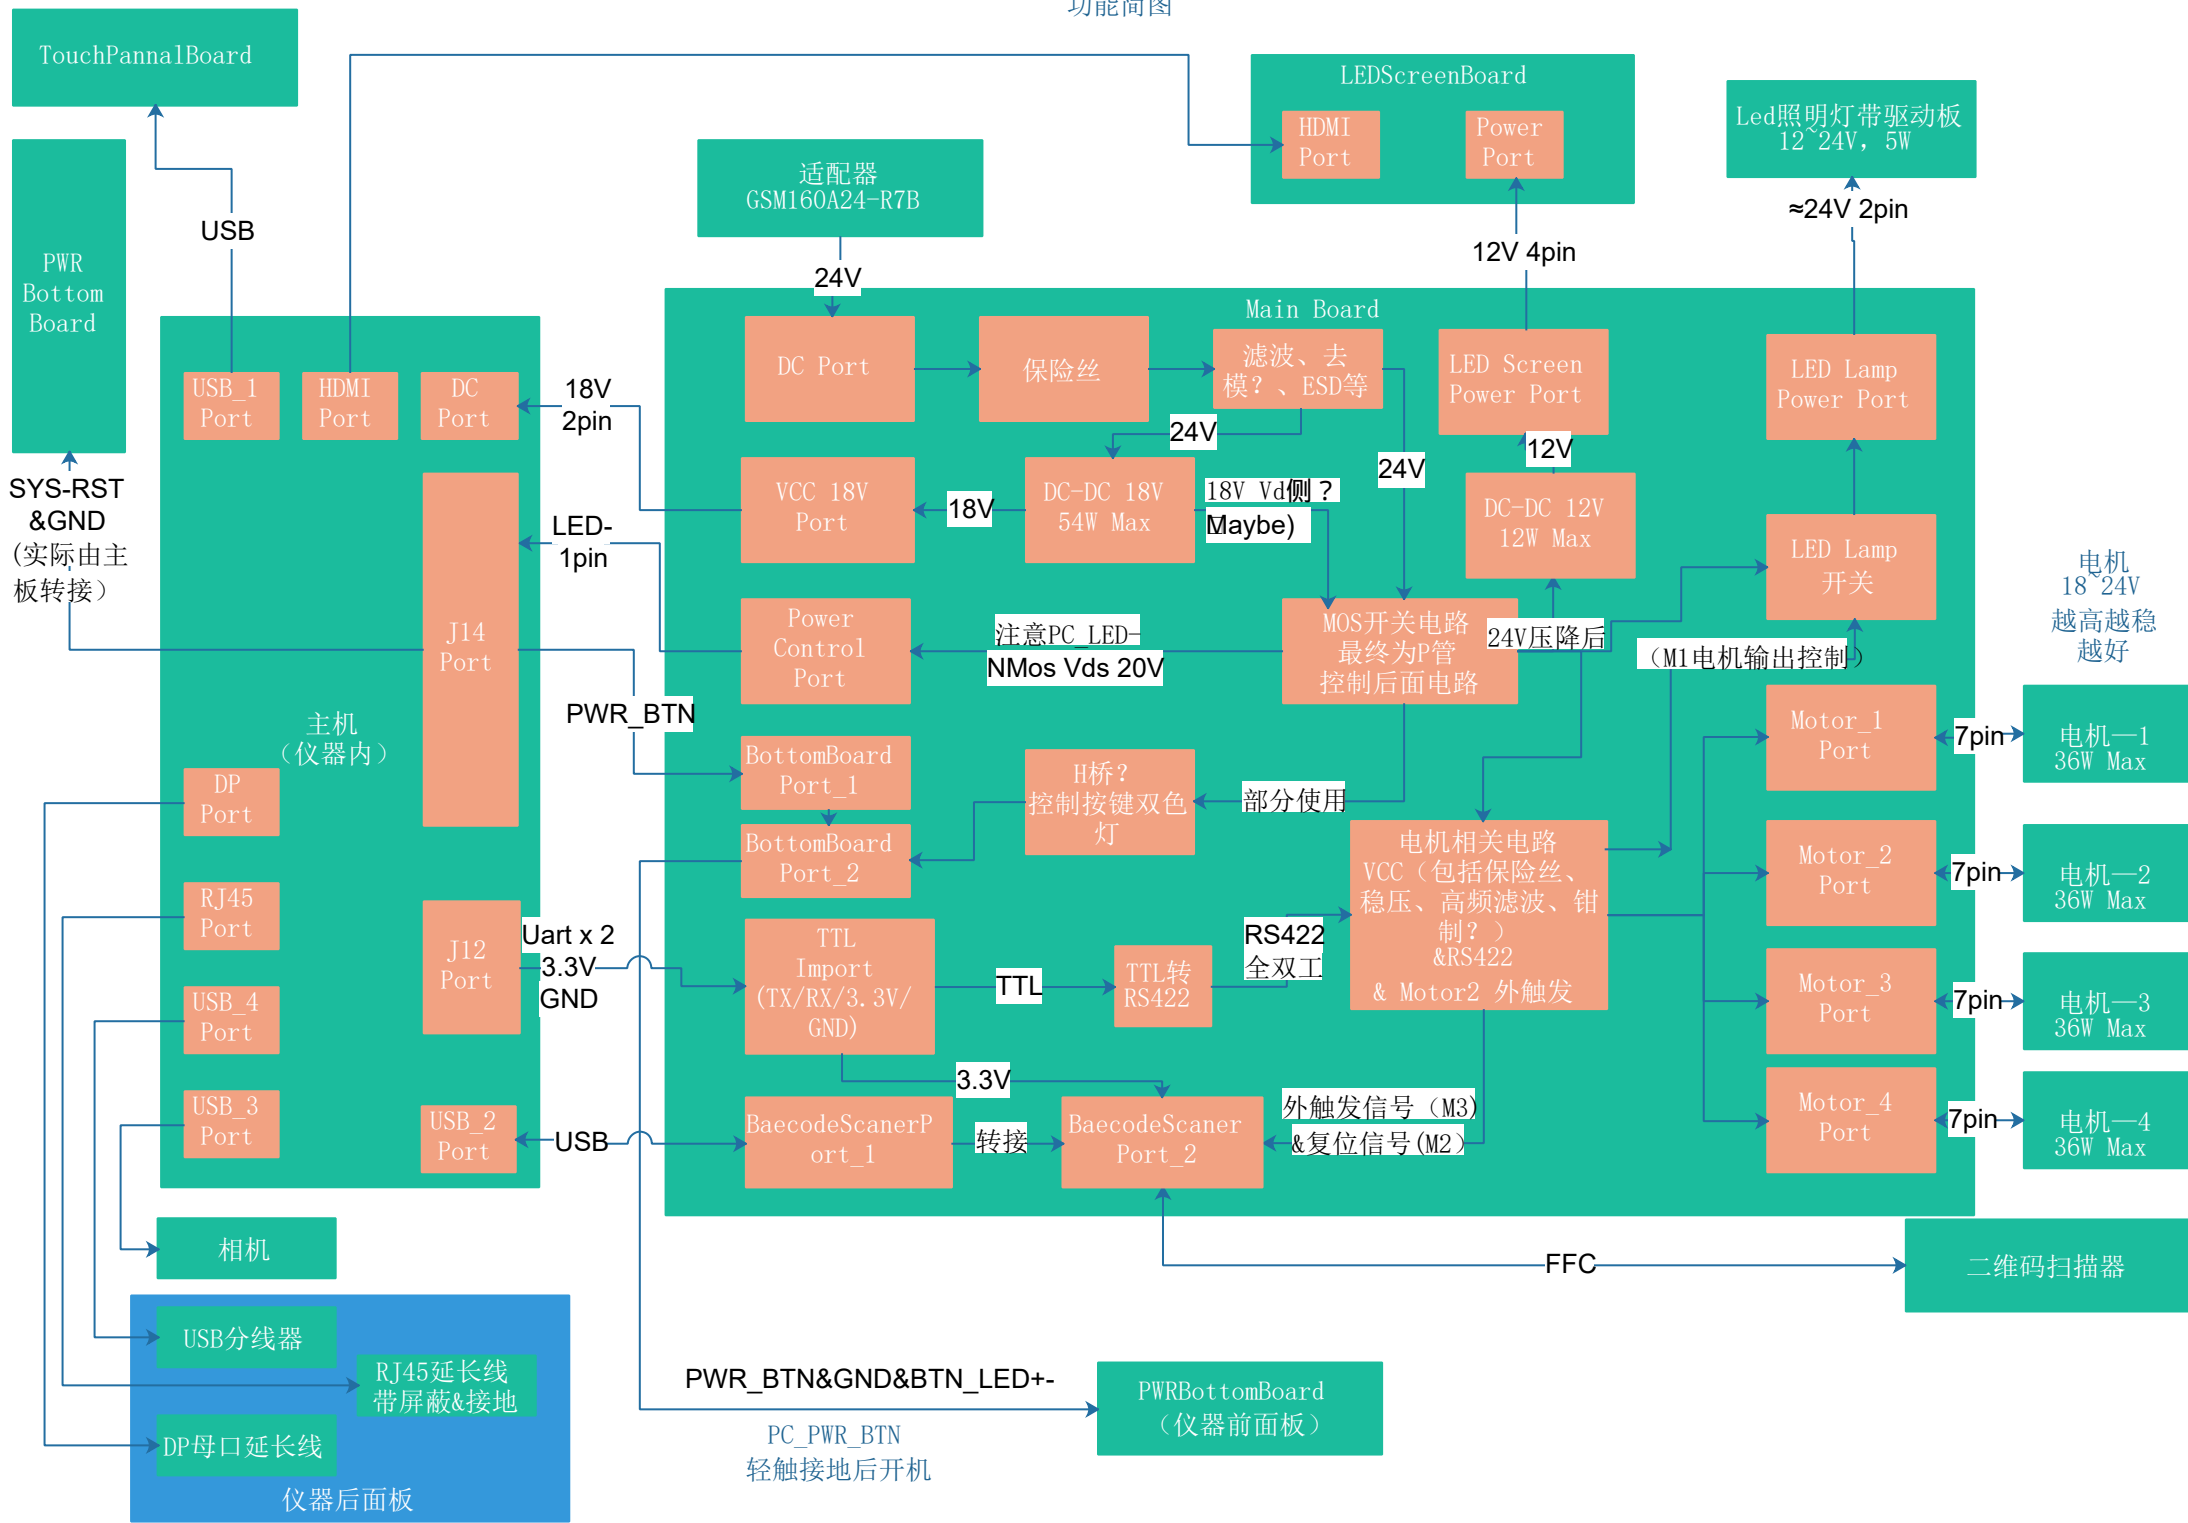 功能简图
TouchPannalBoard
PWR
Bottom
Board
USB
SYS-RST
&GND
(实际由主
板转接）
适配器
GSM160A24-R7B
24V
LEDScreenBoard
HDMI
Port
Power
Port
12V 4pin
Led照明灯带驱动板
12~24V, 5W
≈24V 2pin
USB_1
Port
HDMI
Port
DC
Port
J14
Port
主机
（仪器内）
DP
Port
RJ45
Port
J12
Port
USB_4
Port
USB_3
Port
USB_2
Port
18V
2pin
LED-
1pin
PWR_BTN
Uart x 2
3.3V
GND
USB
Main Board
DC Port
保险丝
滤波、去
模？、ESD等
24V
24V
LED Screen
Power Port
12V
LED Lamp
Power Port
VCC 18V
Port
18V
DC-DC 18V
54W Max
18V Vd侧？
Maybe)
DC-DC 12V
12W Max
LED Lamp
开关
Power
Control
Port
注意PC_LED-
NMos Vds 20V
MOS开关电路
最终为P管
控制后面电路
24V压降后
（M1电机输出控制）
BottomBoard
Port_1
BottomBoard
Port_2
H桥?
控制按键双色
灯
部分使用
电机相关电路
VCC（包括保险丝、
稳压、高频滤波、钳
制？）
&RS422
& Motor2 外触发
TTL
Import
(TX/RX/3.3V/
GND)
TTL
TTL转
RS422
RS422
全双工
3.3V
BaecodeScanerP
ort_1
转接
BaecodeScaner
Port_2
外触发信号（M3）
&复位信号(M2）
Motor_1
Port
Motor_2
Port
Motor_3
Port
Motor_4
Port
7pin
7pin
7pin
7pin
电机
18~24V
越高越稳
越好
电机—1
36W Max
电机—2
36W Max
电机—3
36W Max
电机—4
36W Max
FFC
二维码扫描器
相机
USB分线器
RJ45延长线
带屏蔽&接地
DP母口延长线
仪器后面板
PWR_BTN&GND&BTN_LED+-
PC_PWR_BTN
轻触接地后开机
PWRBottomBoard
（仪器前面板）